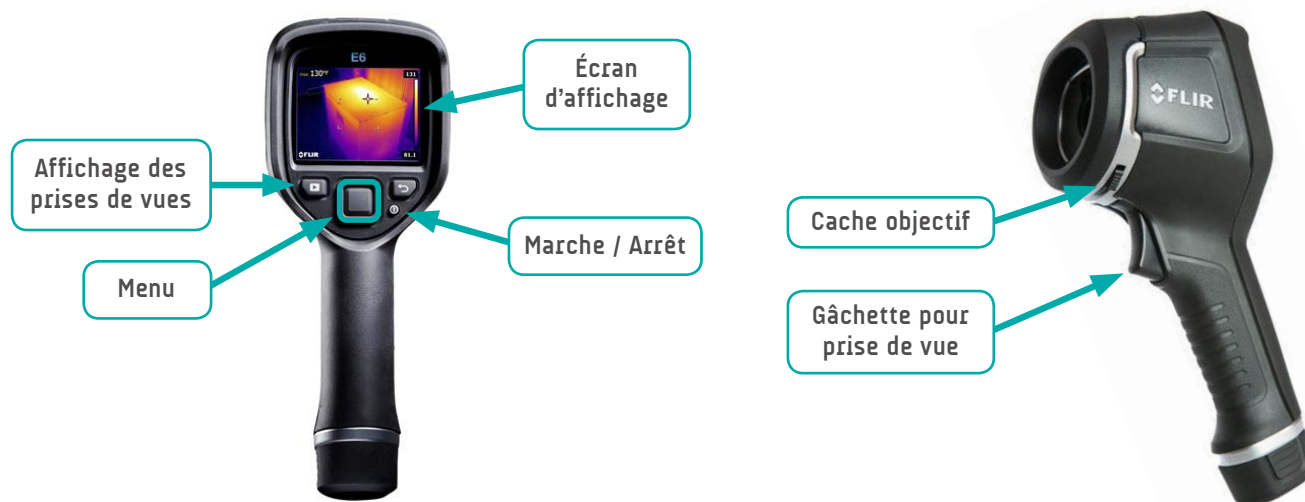 E6
max 130°F
131
FLIR
81.1
Écran
d'affichage
Affichage des
prises de vues
Menu
Marche / Arrêt
FLIR
Cache objectif
Gâchette pour
prise de vue